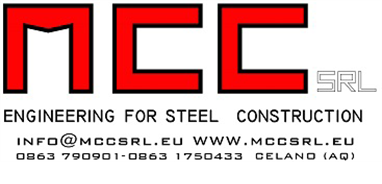 MCC SRL
ENGINEERING FOR STEEL CONSTRUCTION
INFO@MCCSRL.EU WWW.MCCSRL.EU
0863 790901-0863 1750433 CELANO (AQ)